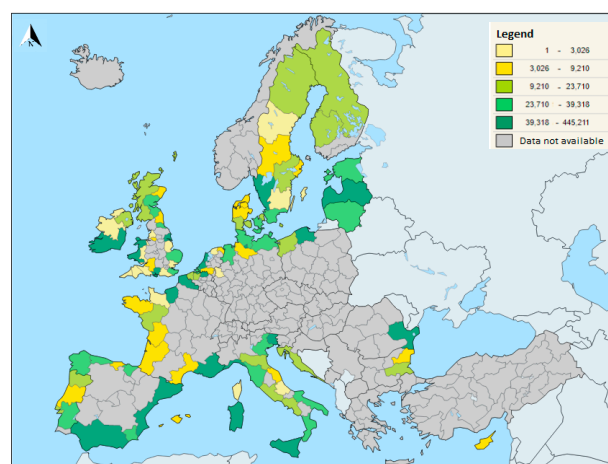 N
Legend
1 - 3,026
3,026 - 9,210
9,210 - 23,710
23,710 - 39,318
39,318 - 445,211
Data not available